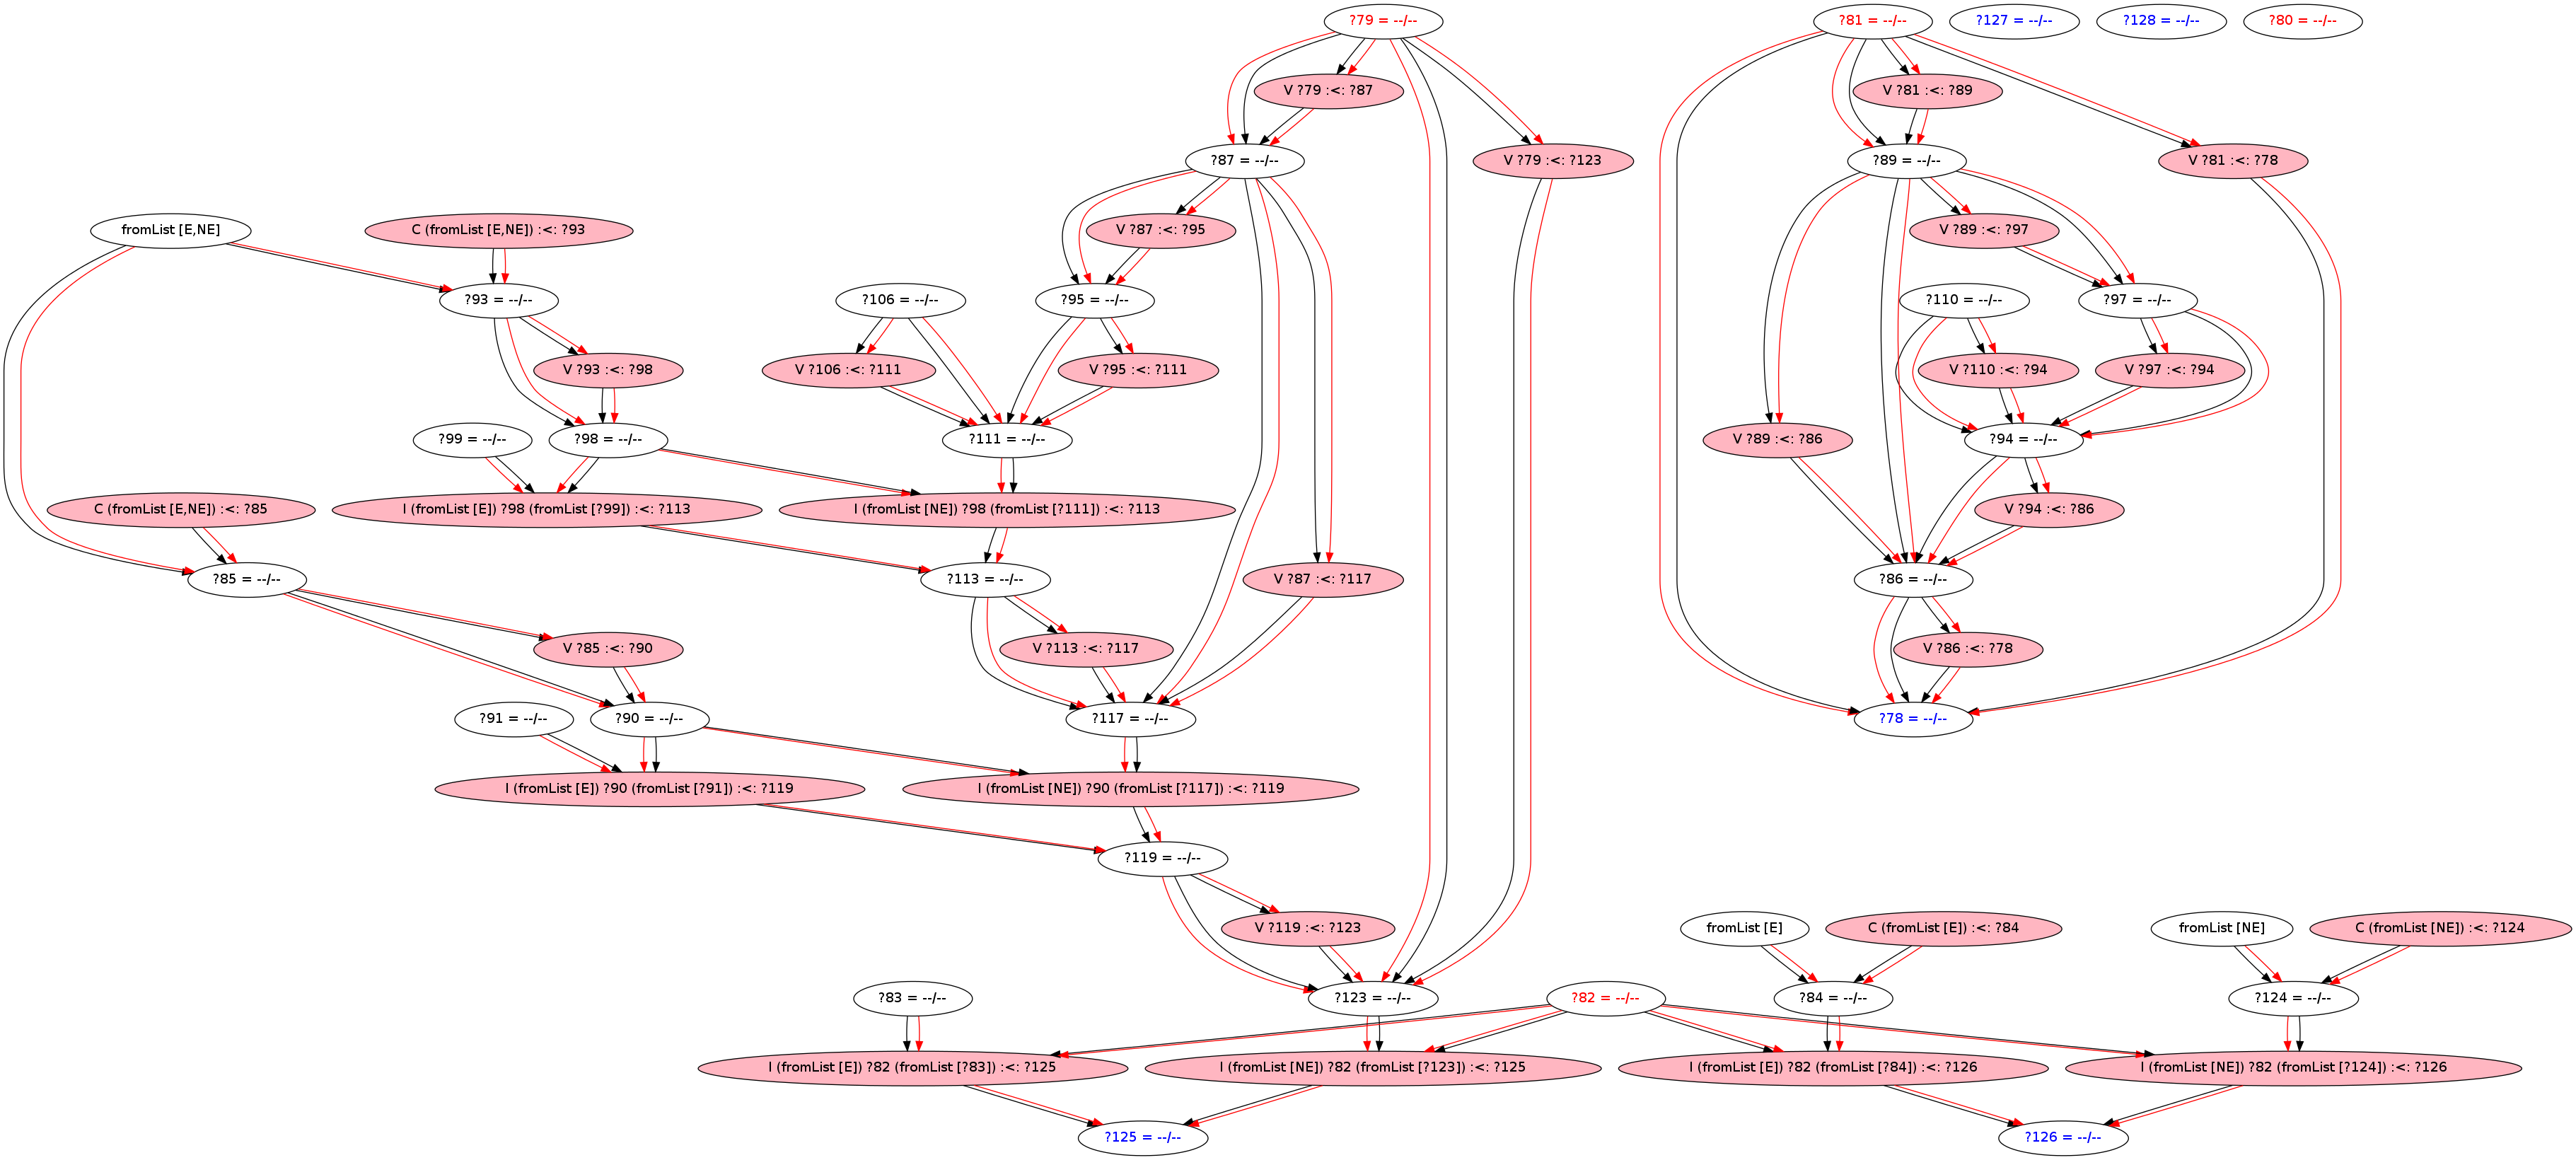 ?79 = --/--
?81 = --/--
?127 = --/--
?128 = --/--
?80 = --/--
V ?79 :<: ?87
V ?81 :<: ?89
?87 = --/--
V ?79 :<: ?123
?89 = --/--
V ?81 :<: ?78
fromList [E,NE]
C (fromList [E,NE]) :<: ?93
V ?87 :<: ?95
V ?89 :<: ?97
?93 = --/--
?106 = --/--
?95 = --/--
?110 = --/--
?97 = --/--
V ?93 :<: ?98
V ?106 :<: ?111
V ?95 :<: ?111
V ?110 :<: ?94
V ?97 :<: ?94
?99 = --/--
?98 = --/--
?111 = --/--
V ?89 :<: ?86
?94 = --/--
C (fromList [E,NE]) :<: ?85
I (fromList [E]) ?98 (fromList [?99]) :<: ?113
I (fromList [NE]) ?98 (fromList [?111]) :<: ?113
V ?94 :<: ?86
?85 = --/--
?113 = --/--
V ?87 :<: ?117
?86 = --/--
V ?85 :<: ?90
V ?113 :<: ?117
V ?86 :<: ?78
?91 = --/--
?90 = --/--
?117 = --/--
?78 = --/--
I (fromList [E]) ?90 (fromList [?91]) :<: ?119
I (fromList [NE]) ?90 (fromList [?117]) :<: ?119
?119 = --/--
V ?119 :<: ?123
fromList [E]
C (fromList [E]) :<: ?84
fromList [NE]
C (fromList [NE]) :<: ?124
?83 = --/--
?123 = --/--
?82 = --/--
?84 = --/--
?124 = --/--
I (fromList [E]) ?82 (fromList [?83]) :<: ?125
I (fromList [NE]) ?82 (fromList [?123]) :<: ?125
I (fromList [E]) ?82 (fromList [?84]) :<: ?126
I (fromList [NE]) ?82 (fromList [?124]) :<: ?126
?125 = --/--
?126 = --/--